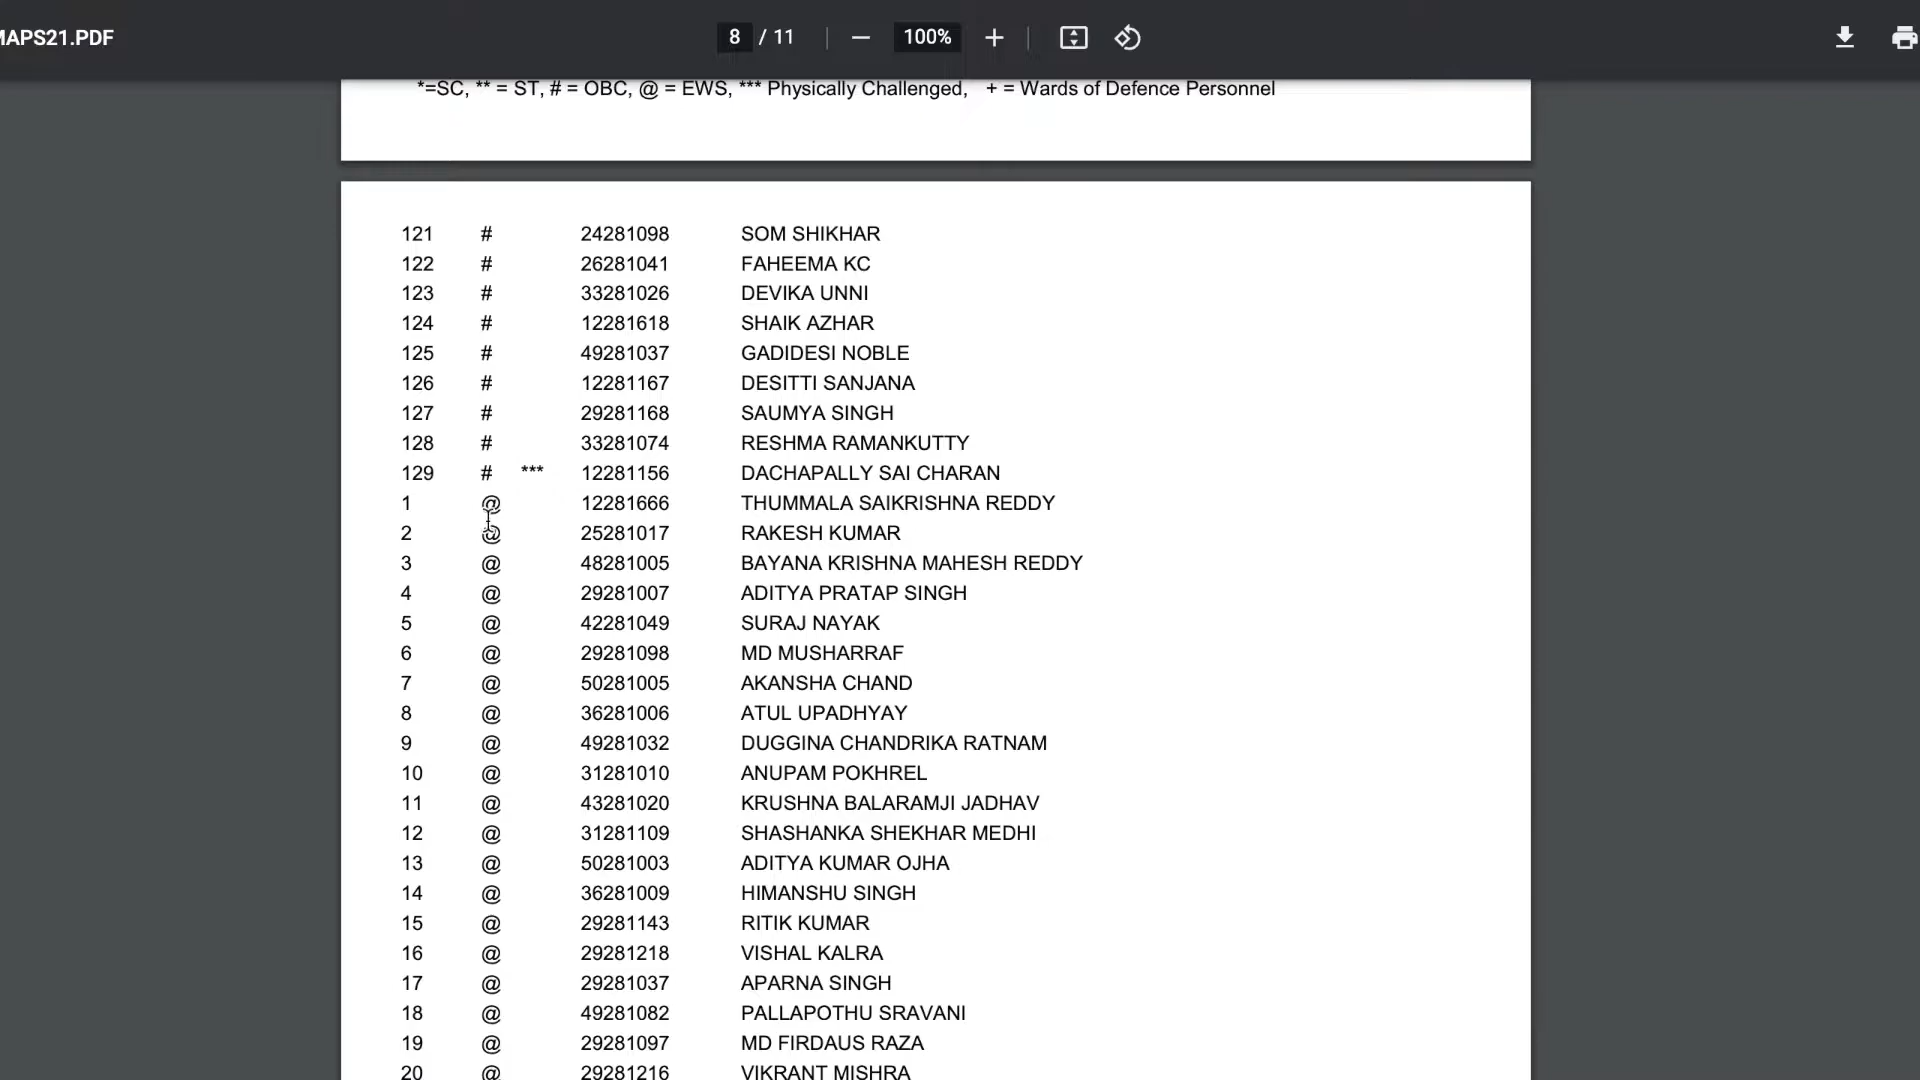 MAPS21.PDF
8 / 11
100%
*=SC, ** = ST, # = OBC, @ = EWS, *** Physically Challenged, + = Wards of Defence Personnel
121 # 24281098 SOM SHIKHAR
122 # 26281041 FAHEEMA KC
123 # 33281026 DEVIKA UNNI
124 # 12281618 SHAIK AZHAR
125 # 49281037 GADIDESI NOBLE
126 # 12281167 DESITTI SANJANA
127 # 29281168 SAUMYA SINGH
128 # 33281074 RESHMA RAMANKUTTY
129 # *** 12281156 DACHAPALLY SAI CHARAN
1 @ 12281666 THUMMALA SAIKRISHNA REDDY
2 @ 25281017 RAKESH KUMAR
3 @ 48281005 BAYANA KRISHNA MAHESH REDDY
4 @ 29281007 ADITYA PRATAP SINGH
5 @ 42281049 SURAJ NAYAK
6 @ 29281098 MD MUSHARRAF
7 @ 50281005 AKANSHA CHAND
8 @ 36281006 ATUL UPADHYAY
9 @ 49281032 DUGGINA CHANDRIKA RATNAM
10 @ 31281010 ANUPAM POKHREL
11 @ 43281020 KRUSHNA BALARAMJI JADHAV
12 @ 31281109 SHASHANKA SHEKHAR MEDHI
13 @ 50281003 ADITYA KUMAR OJHA
14 @ 36281009 HIMANSHU SINGH
15 @ 29281143 RITIK KUMAR
16 @ 29281218 VISHAL KALRA
17 @ 29281037 APARNA SINGH
18 @ 49281082 PALLAPOTHU SRAVANI
19 @ 29281097 MD FIRDAUS RAZA
20 @ 29281216 VIKRANT MISHRA